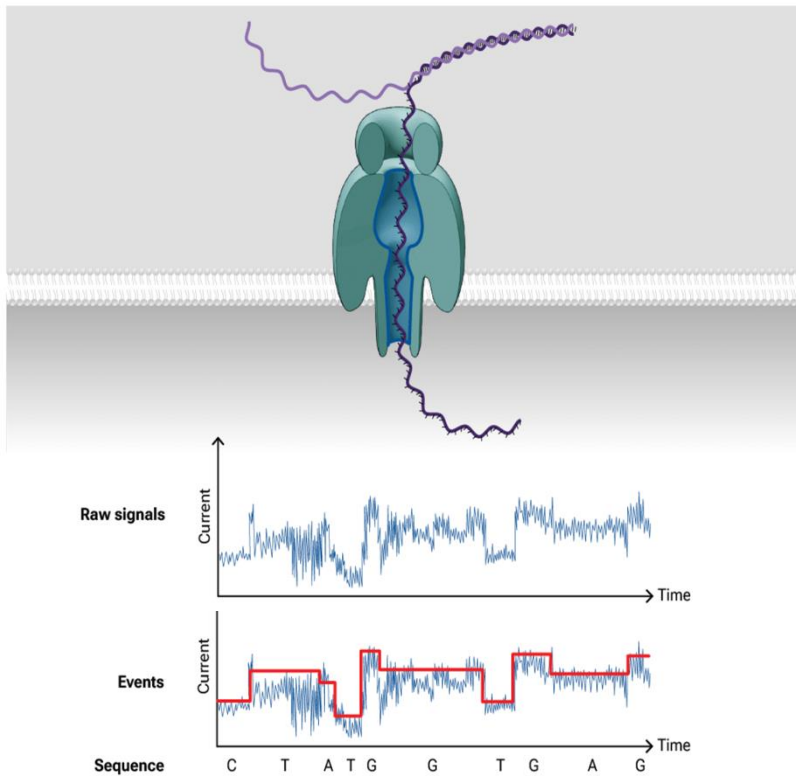 Raw signals
Current
Time
Events
Current
Time
Sequence C T A T G G T G A G